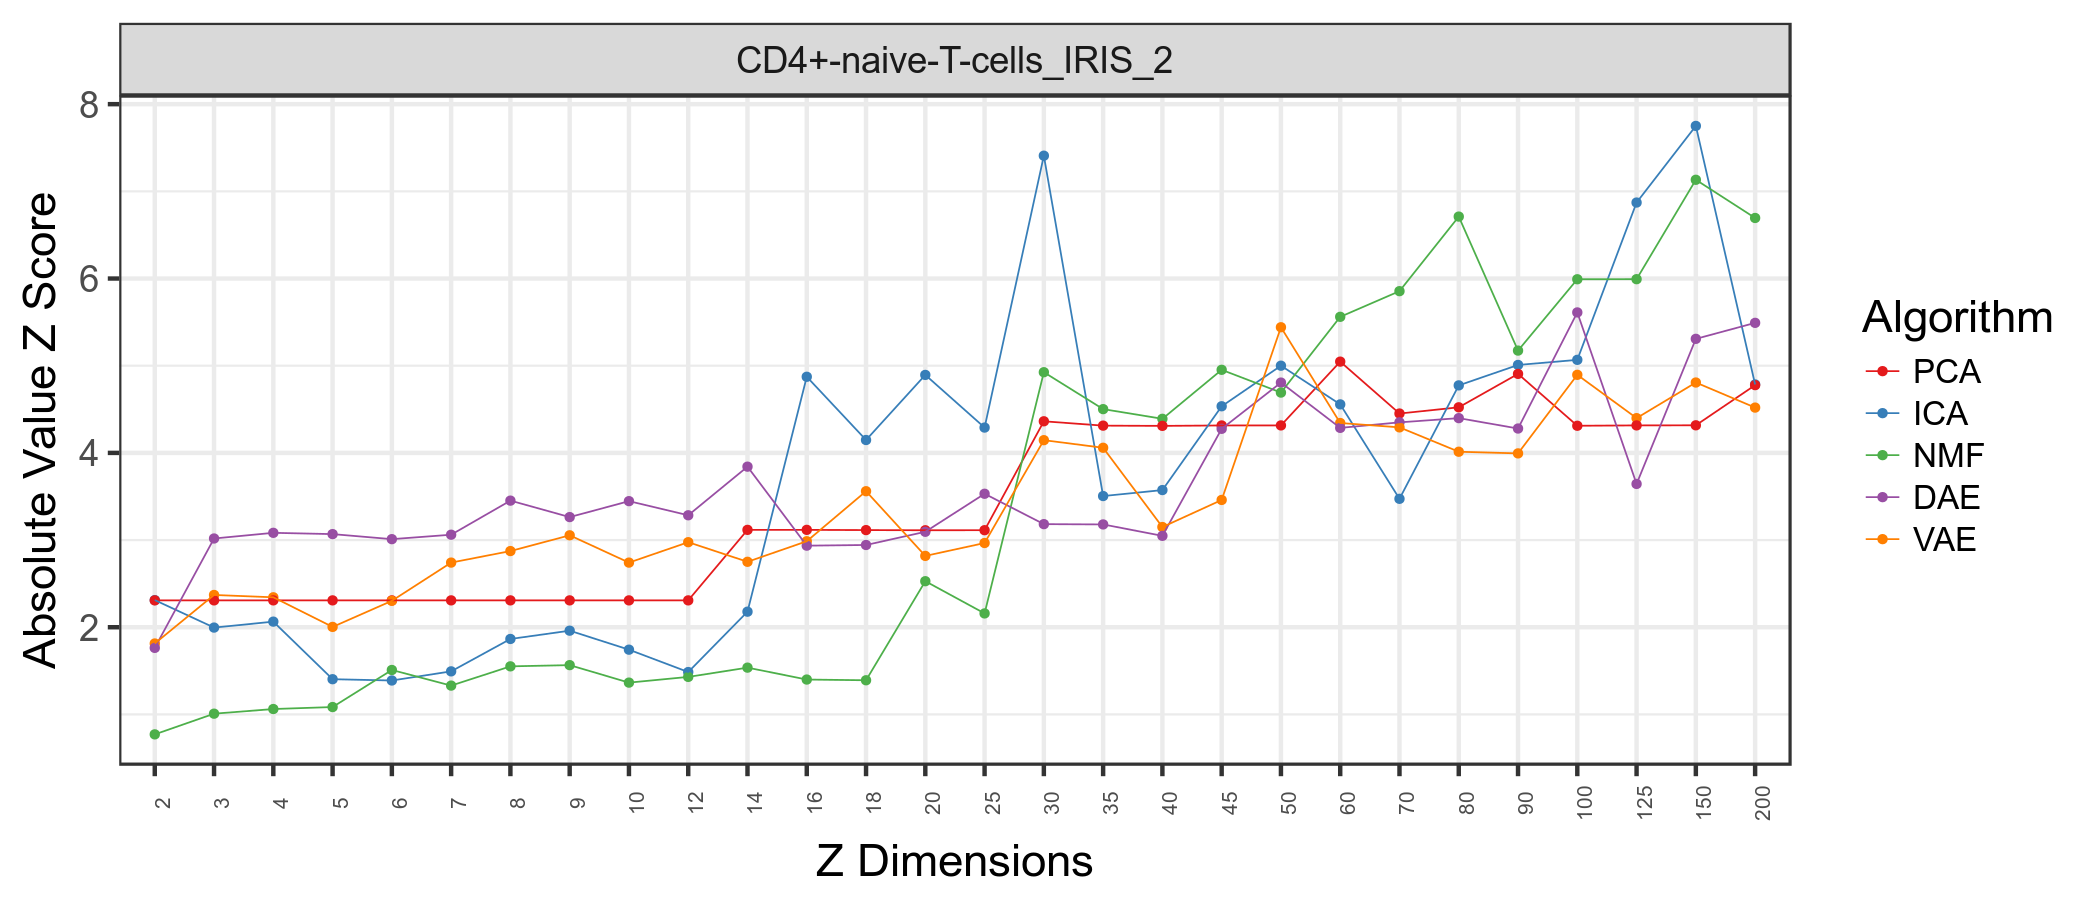 CD4+-naive-T-cells_IRIS_2
Absolute Value Z Score
8
6
4
2
2 3 4 5 6 7 8 9 10 12 14 16 18 20 25 30 35 40 45 50 60 70 80 90 100 125 150 200
Z Dimensions
Algorithm
PCA
ICA
NMF
DAE
VAE